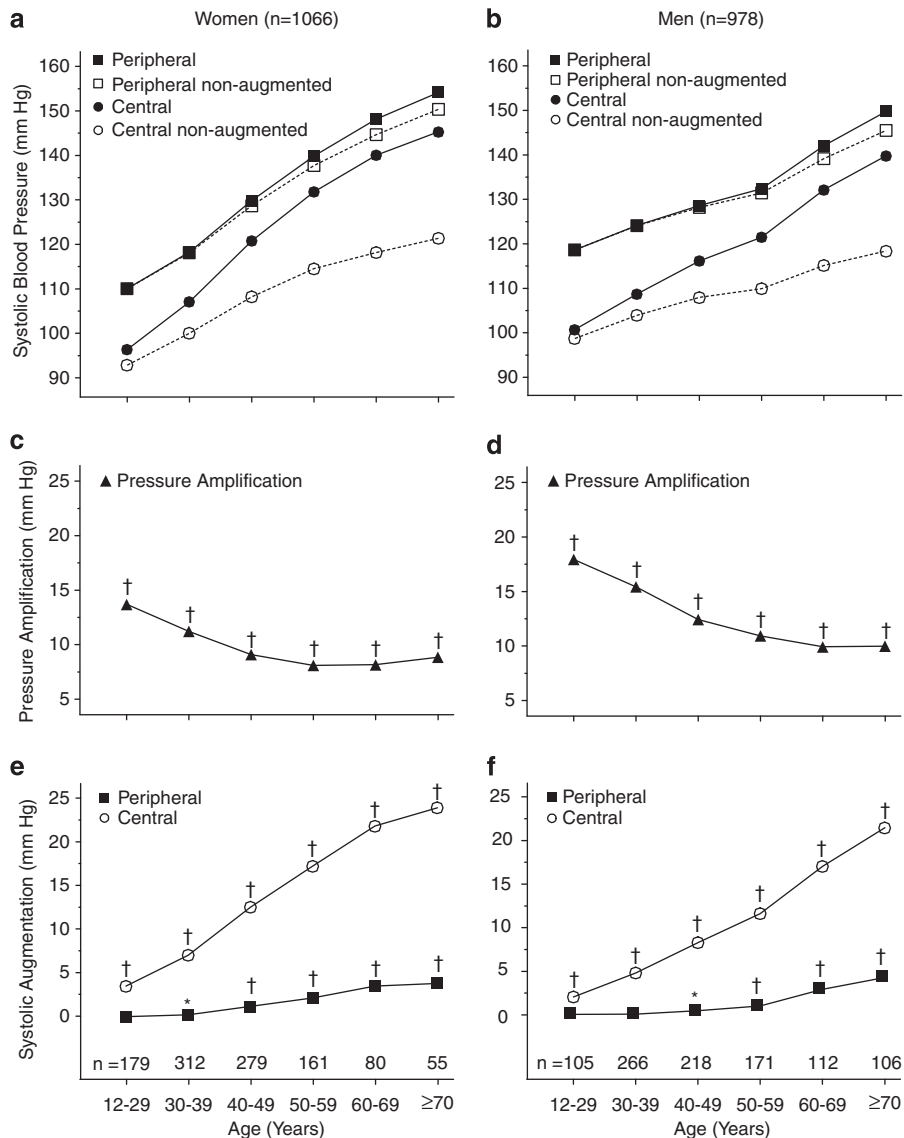 a
Women (n=1066)
Systolic Blood Pressure (mm Hg)
160
150
140
130
120
110
100
90
Peripheral
Peripheral non-augmented
Central
Central non-augmented
b
Men (n=978)
160
150
140
130
120
110
100
90
Peripheral
Peripheral non-augmented
Central
Central non-augmented
c
Pressure Amplification (mm Hg)
25
20
15
10
5
Pressure Amplification
† † † † † †
d
25
20
15
10
5
Pressure Amplification
† † † † † †
e
Systolic Augmentation (mm Hg)
25
20
15
10
5
0
Peripheral
Central
† † † † † †
* † † † †
n =179 312 279 161 80 55
12-29 30-39 40-49 50-59 60-69 ≥70
Age (Years)
f
25
20
15
10
5
0
Peripheral
Central
† † † † † †
* † † †
n =105 266 218 171 112 106
12-29 30-39 40-49 50-59 60-69 ≥70
Age (Years)